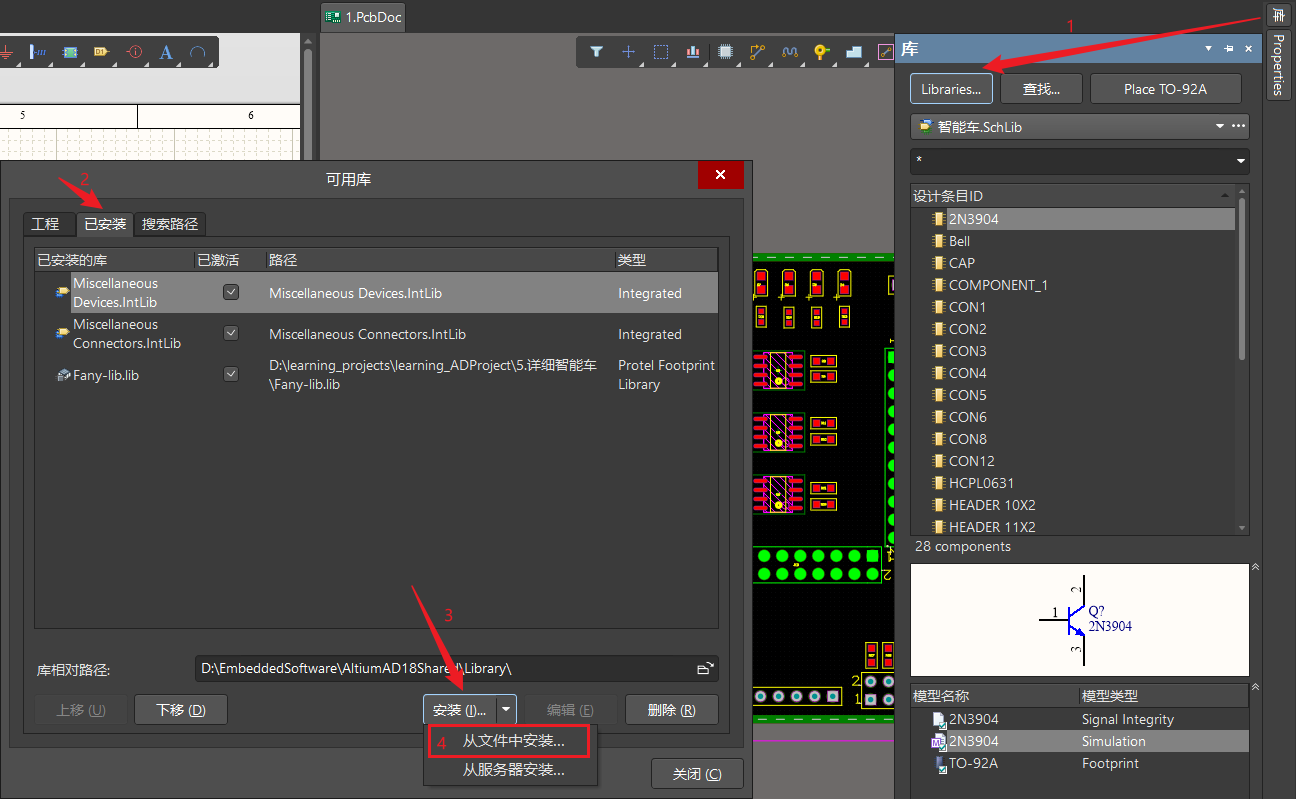 1.PcbDoc
1
库
Properties
D1
A
5
6
库
Libraries...
查找...
Place TO-92A
智能车.SchLib
*
设计条目ID
2N3904
Bell
CAP
COMPONENT_1
CON1
CON2
CON3
CON4
CON5
CON6
CON8
CON12
HCPL0631
HEADER 10X2
HEADER 11X2
28 components
2
1
3
Q?
2N3904
模型名称 模型类型
2N3904 Signal Integrity
2N3904 Simulation
TO-92A Footprint
可用库
2
工程 已安装 搜索路径
已安装的库 已激活 路径 类型
Miscellaneous
Devices.IntLib
Miscellaneous Devices.IntLib Integrated
Miscellaneous
Connectors.IntLib
Miscellaneous Connectors.IntLib Integrated
Fany-lib.lib
D:\learning_projects\learning_ADProject\5.详细智能车
\Fany-lib.lib
Protel Footprint
Library
3
库相对路径:
D:\EmbeddedSoftware\AltiumAD18Shared\Library\
上移 (U) 下移 (D) 安装 (I)... 编辑 (E) 删除 (R)
4 从文件中安装...
从服务器安装...
关闭 (C)
2
1
2